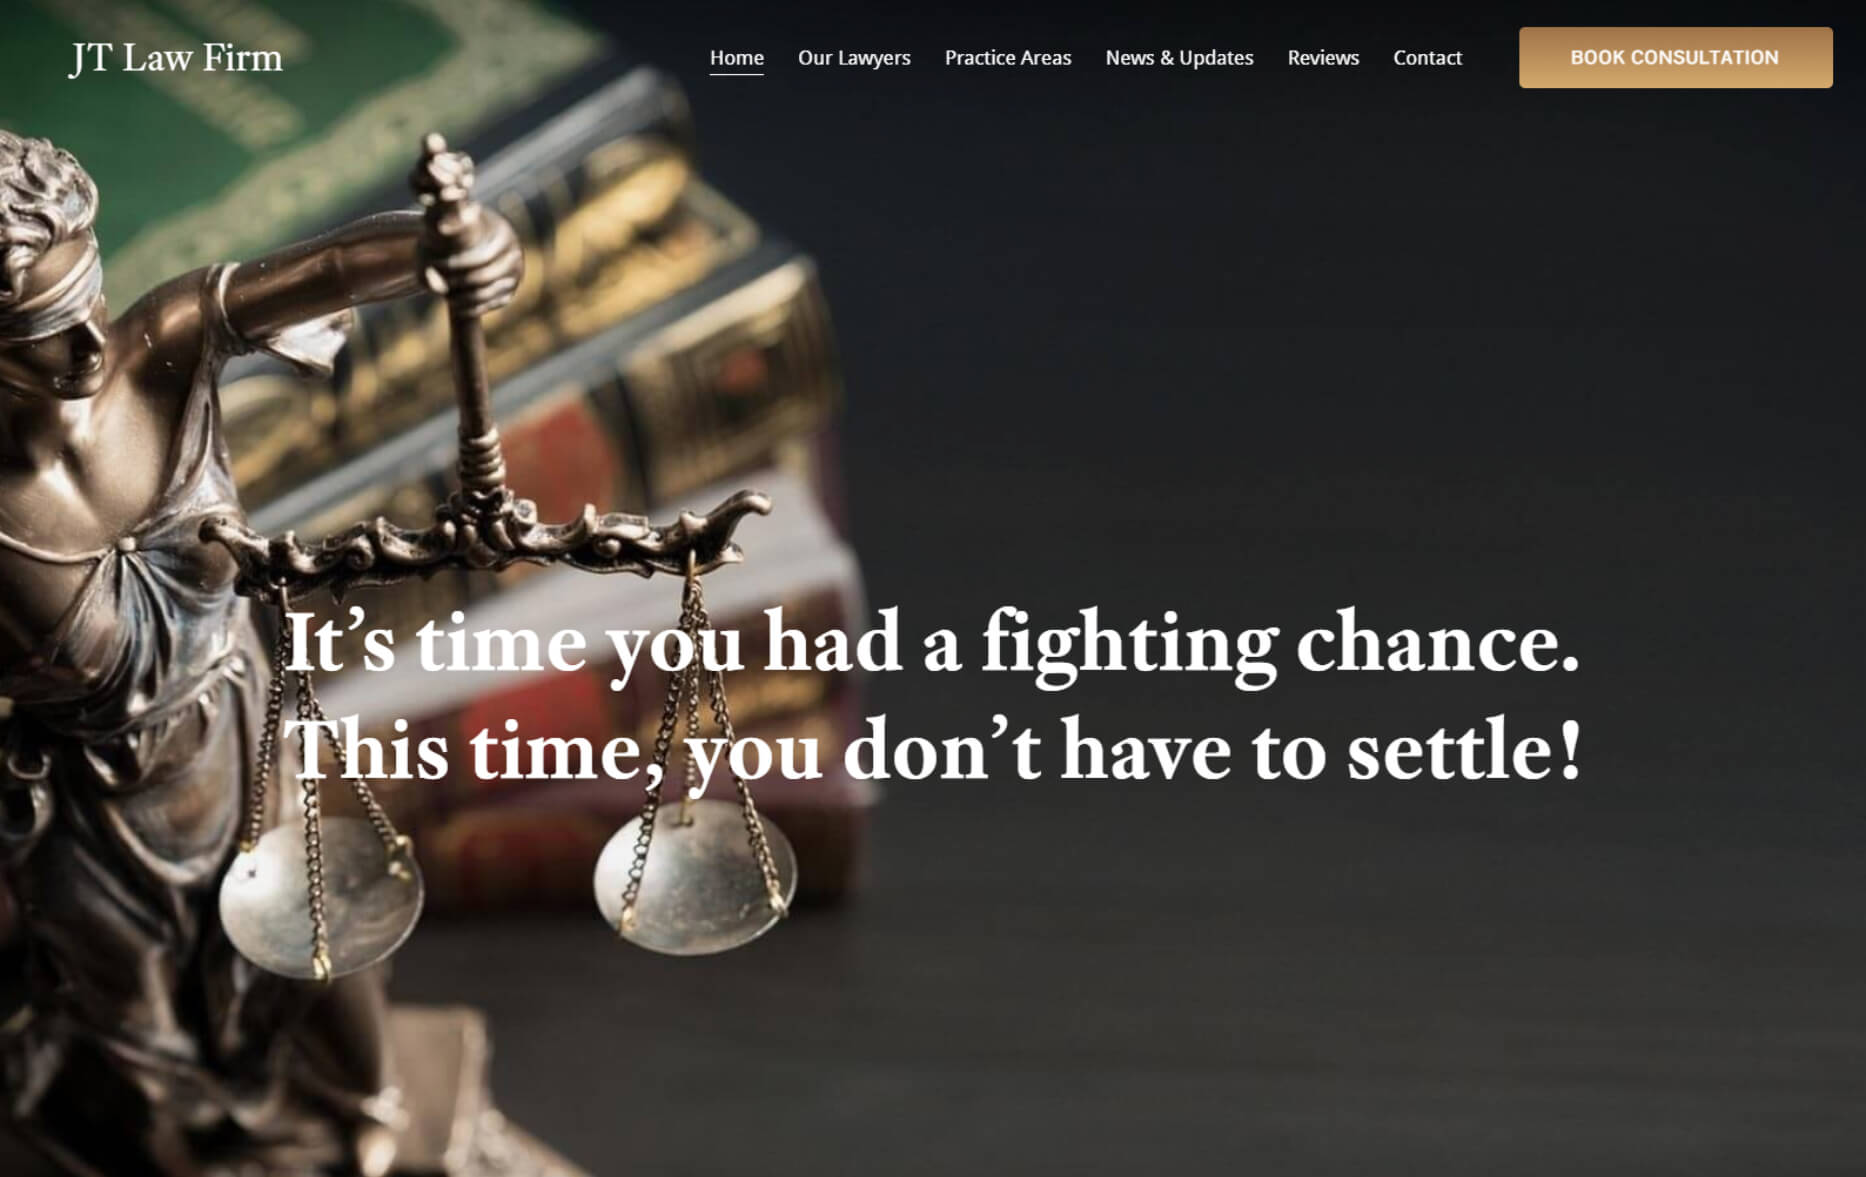 JT Law Firm
Home Our Lawyers Practice Areas News & Updates Reviews Contact BOOK CONSULTATION
It’s time you had a fighting chance.
This time, you don’t have to settle!